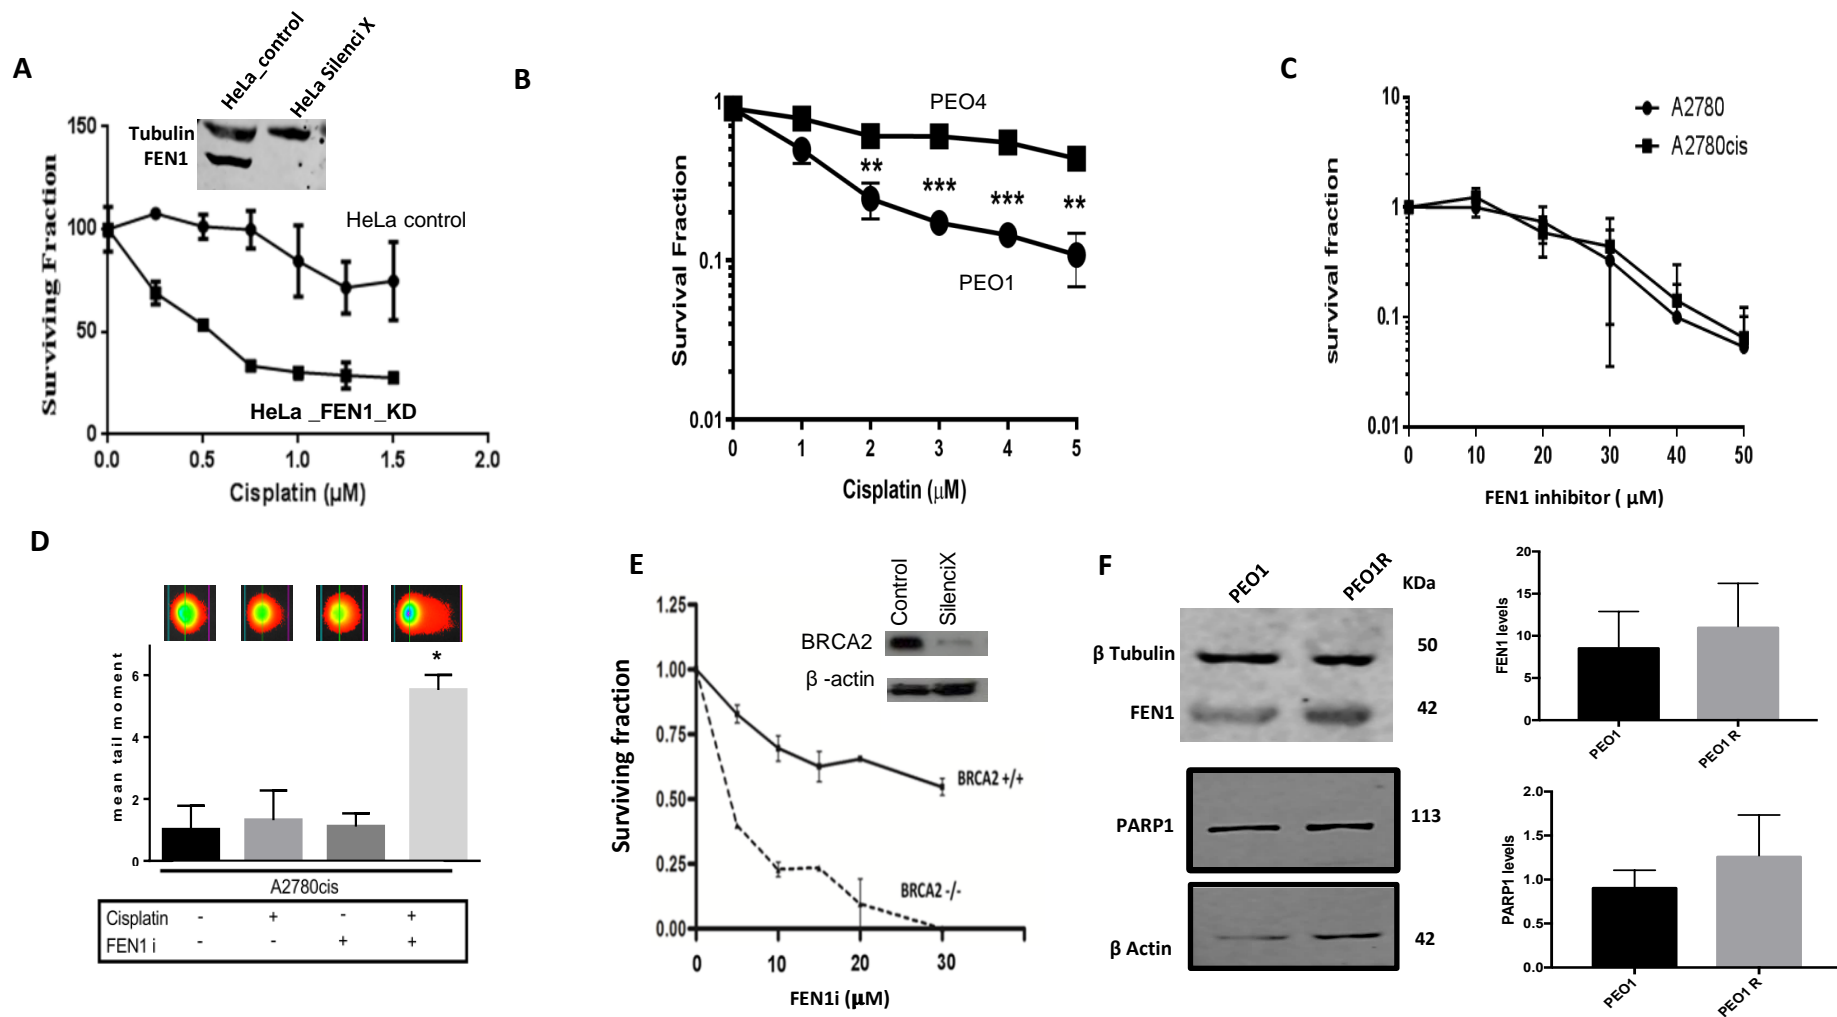 A
HeLa_control
HeLa Silenci X
Tubulin
FEN1
150
100
50
0
Surviving Fraction
HeLa control
HeLa _FEN1_KD
0.0 0.5 1.0 1.5 2.0
Cisplatin (µM)
B
1
0.1
0.01
Survival Fraction
PEO4
** *** *** **
PEO1
0 1 2 3 4 5
Cisplatin (μM)
C
10
1
0.1
0.01
survival fraction
A2780
A2780cis
0 10 20 30 40 50
FEN1 inhibitor ( µM)
D
6
4
2
0
mean tail moment
*
A2780cis
Cisplatin - + - +
FEN1 i - - + +
E
1.25
1.00
0.75
0.50
0.25
0.00
Surviving fraction
Control
SilenciX
BRCA2
β -actin
BRCA2 +/+
BRCA2 -/-
0 10 20 30
FEN1i (µM)
F
PEO1
PEO1R
KDa
β Tubulin
50
FEN1
42
PARP1
113
β Actin
42
20
15
10
5
0
FEN1 levels
PEO1
PEO1 R
2.0
1.5
1.0
0.5
0.0
PARP1 levels
PEO1
PEO1 R